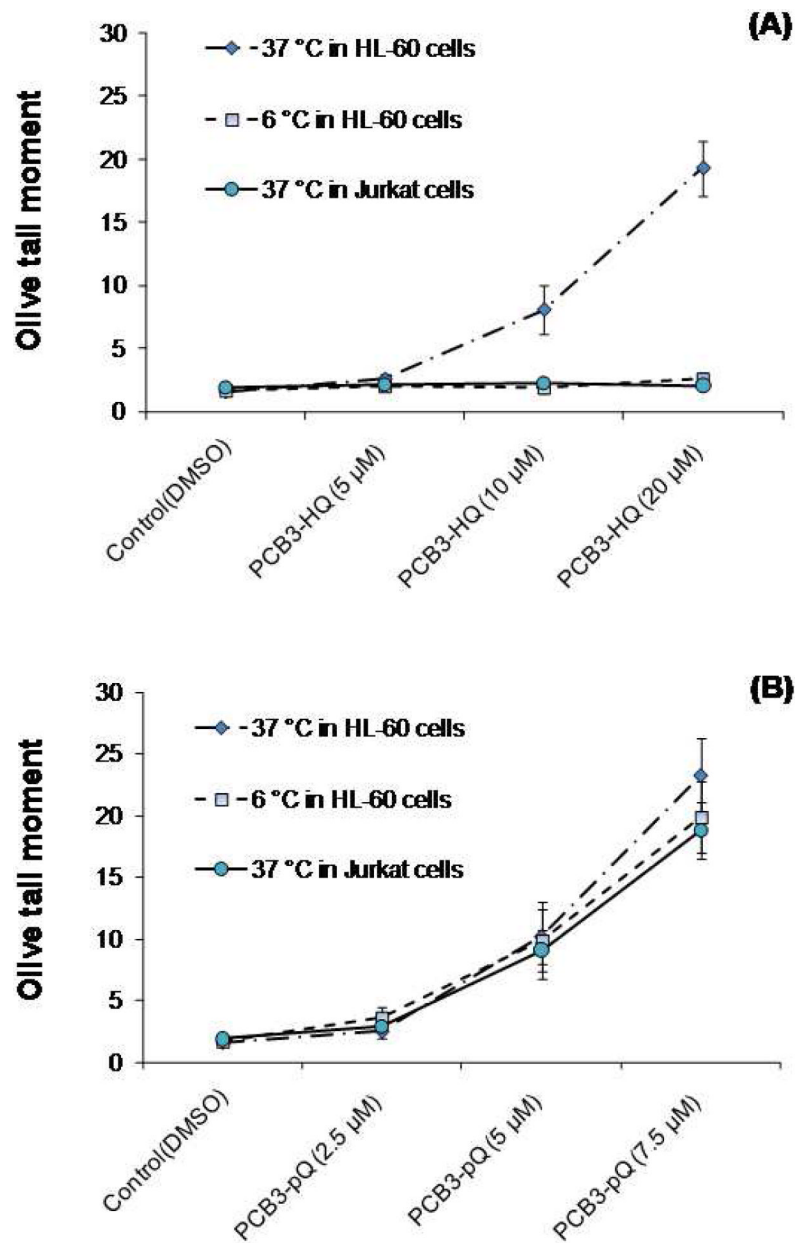 (A)
30
25
20
15
10
5
0
Olive tall moment
37 °C in HL-60 cells
6 °C in HL-60 cells
37 °C in Jurkat cells
Control(DMSO)
PCB3-HQ (5 µM)
PCB3-HQ (10 µM)
PCB3-HQ (20 µM)
(B)
30
25
20
15
10
5
0
Olive tall moment
37 °C in HL-60 cells
6 °C in HL-60 cells
37 °C in Jurkat cells
Control(DMSO)
PCB3-pQ (2.5 µM)
PCB3-pQ (5 µM)
PCB3-pQ (7.5 µM)